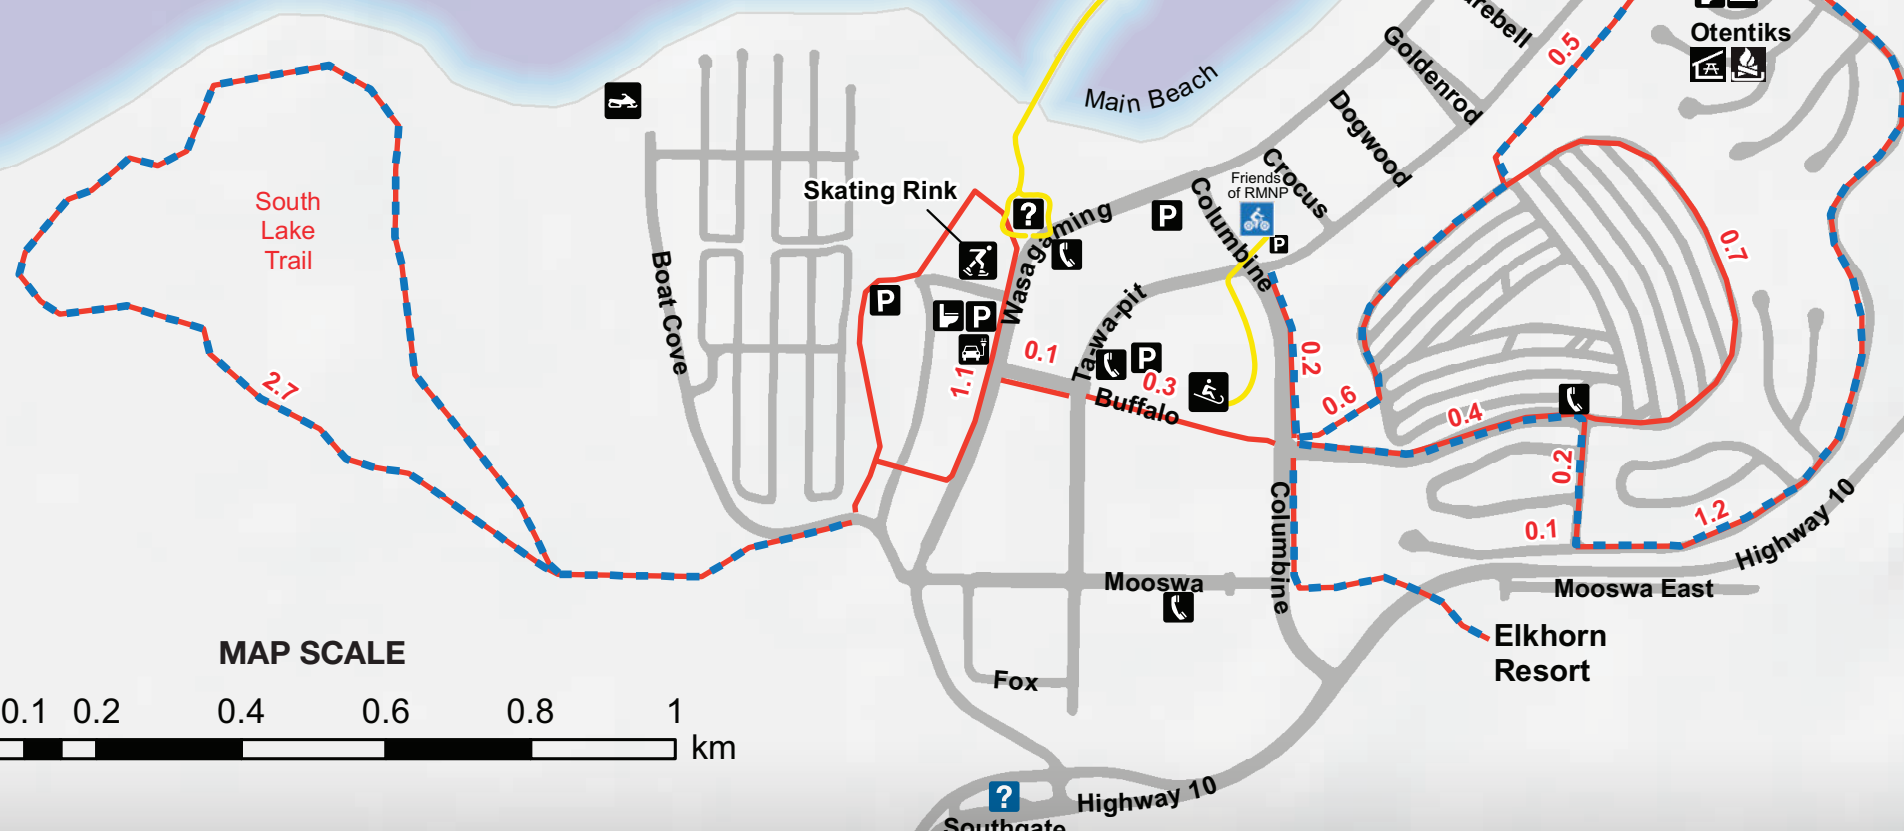 arebell
0.5
Otentiks
Goldenrod
Main Beach
Dogwood
Skating Rink
Crocus
Friends
of RMNP
P
Columbine
?
P
Wasagaming
South
Lake
Trail
0.7
Boat Cove
P
P
Ta-wa-pit
0.1
P
0.2
2.7
1.1
0.3
Buffalo
0.6
0.4
0.2
Columbine
0.1
1.2
Highway 10
Mooswa
Mooswa East
Elkhorn
Resort
MAP SCALE
Fox
0.1 0.2 0.4 0.6 0.8 1
km
?
Highway 10
Southgate